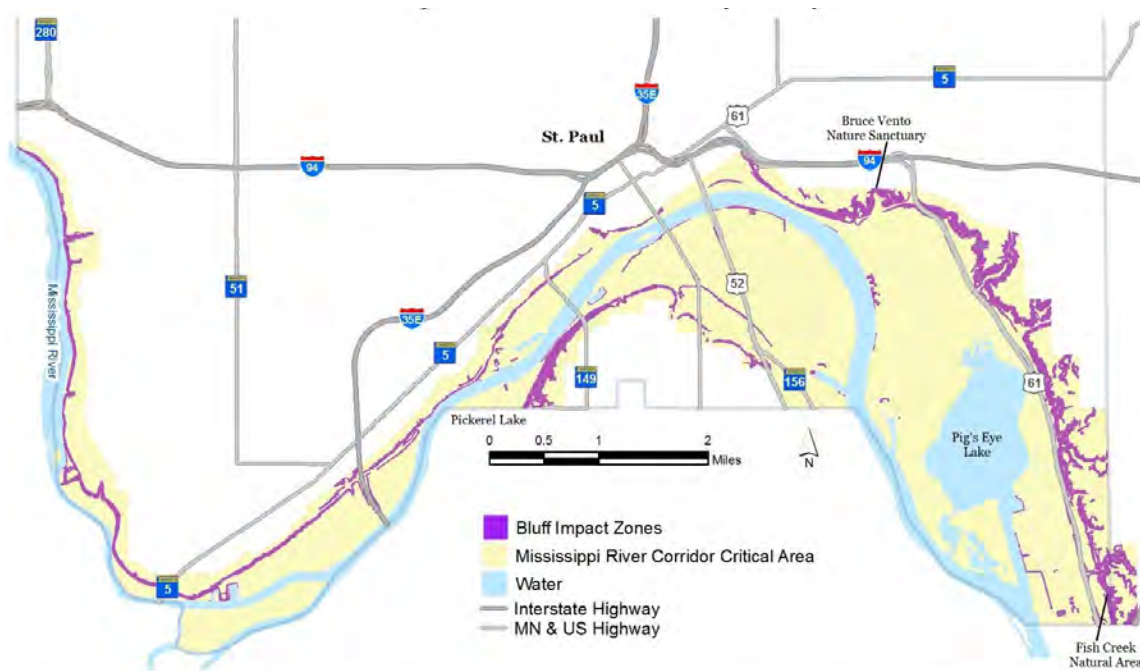 280
35E
5
61
Bruce Vento
Nature Sanctuary
St. Paul
94
94
5
51
52
Mississippi River
35E
5
149
156
61
Pickerel Lake
Pig's Eye
Lake
0 0.5 1 2
Miles
N
Bluff Impact Zones
Mississippi River Corridor Critical Area
Water
Interstate Highway
MN & US Highway
5
Fish Creek
Natural Area